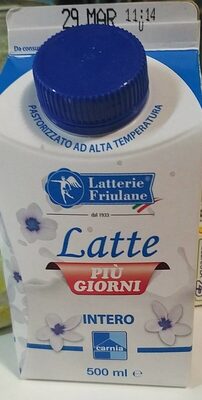 29 MAR 11:14
Da consu
PASTORIZZATO AD ALTA TEMPERATURA
Latterie
Friulane
dal 1933
Latte
PIÙ
GIORNI
INTERO
carnia
500 ml e